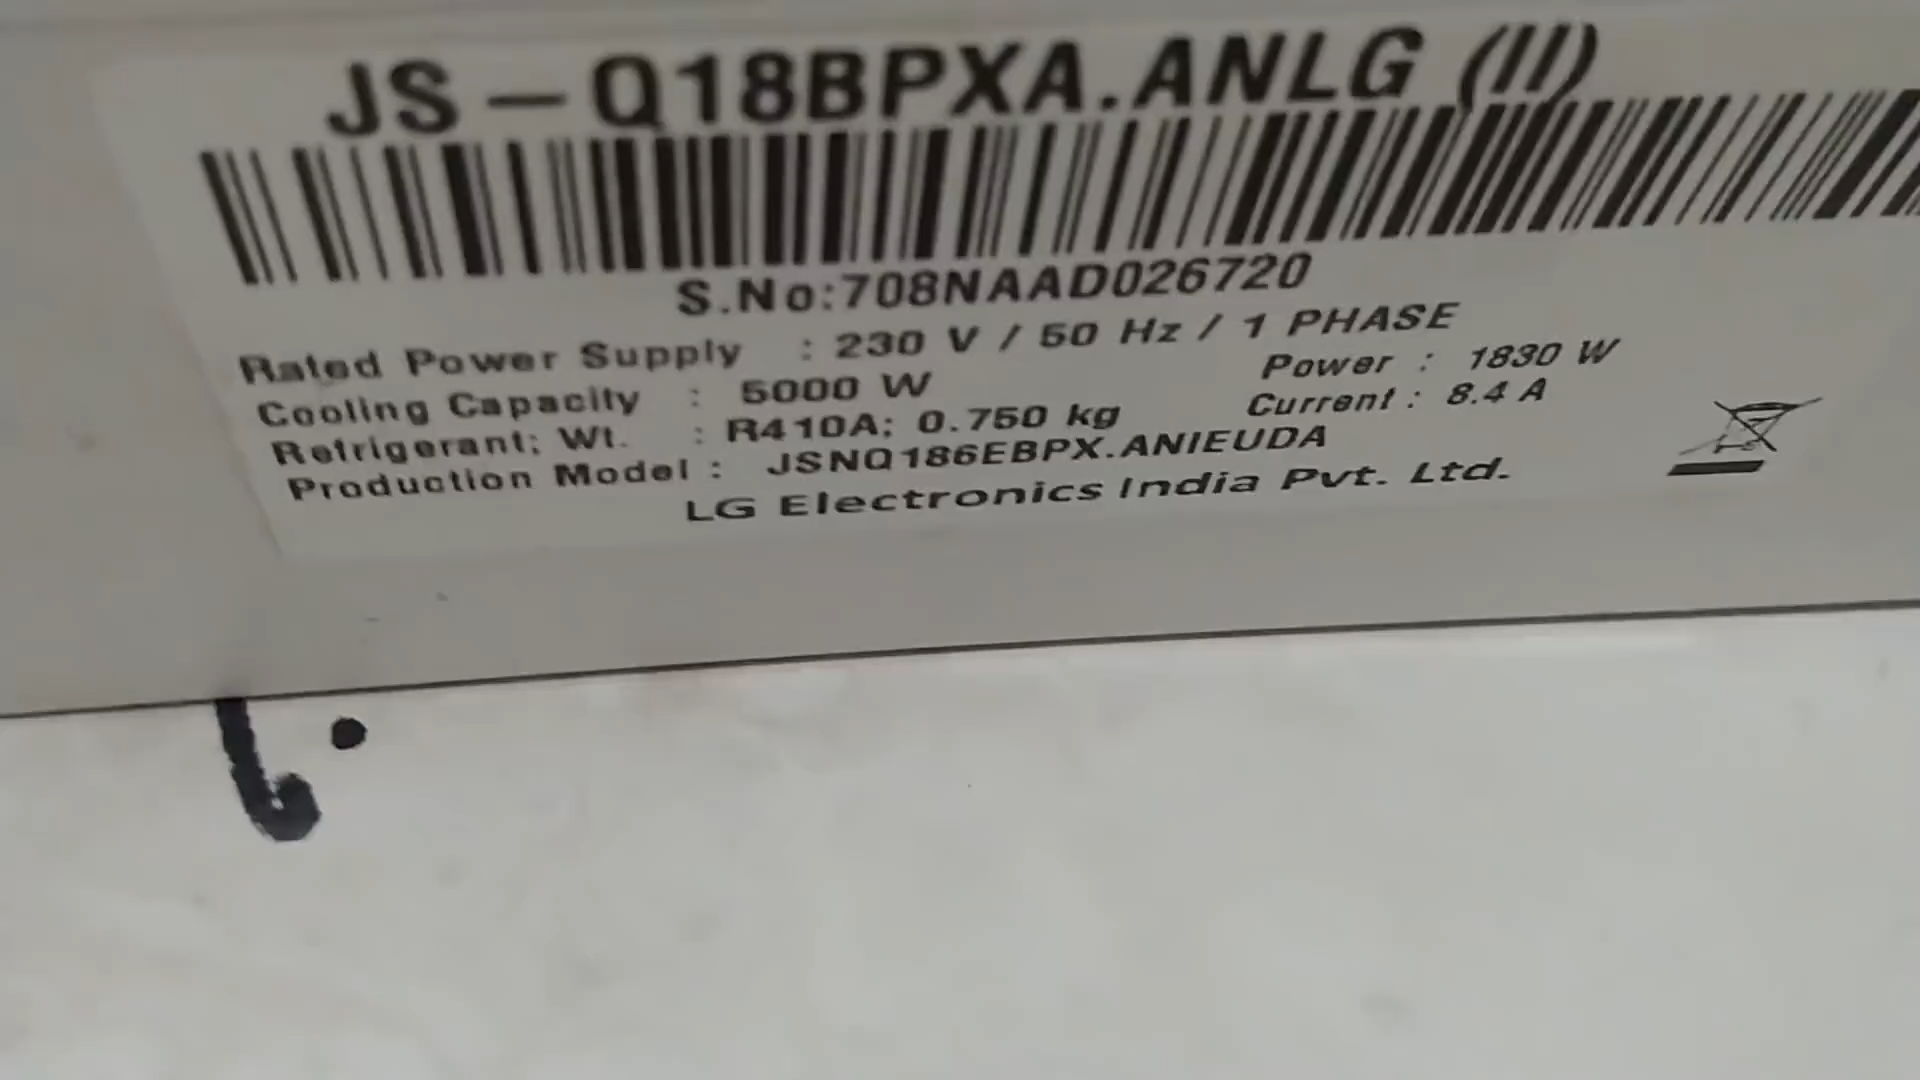 JS-Q18BPXA.ANLG (II)
S.No:708NAAD026720
Rated Power Supply : 230 V / 50 Hz / 1 PHASE
Cooling Capacity : 5000 W Power : 1830 W
Refrigerant; Wt. : R410A; 0.750 kg Current : 8.4 A
Production Model : JSNQ186EBPX.ANIEUDA
LG Electronics India Pvt. Ltd.